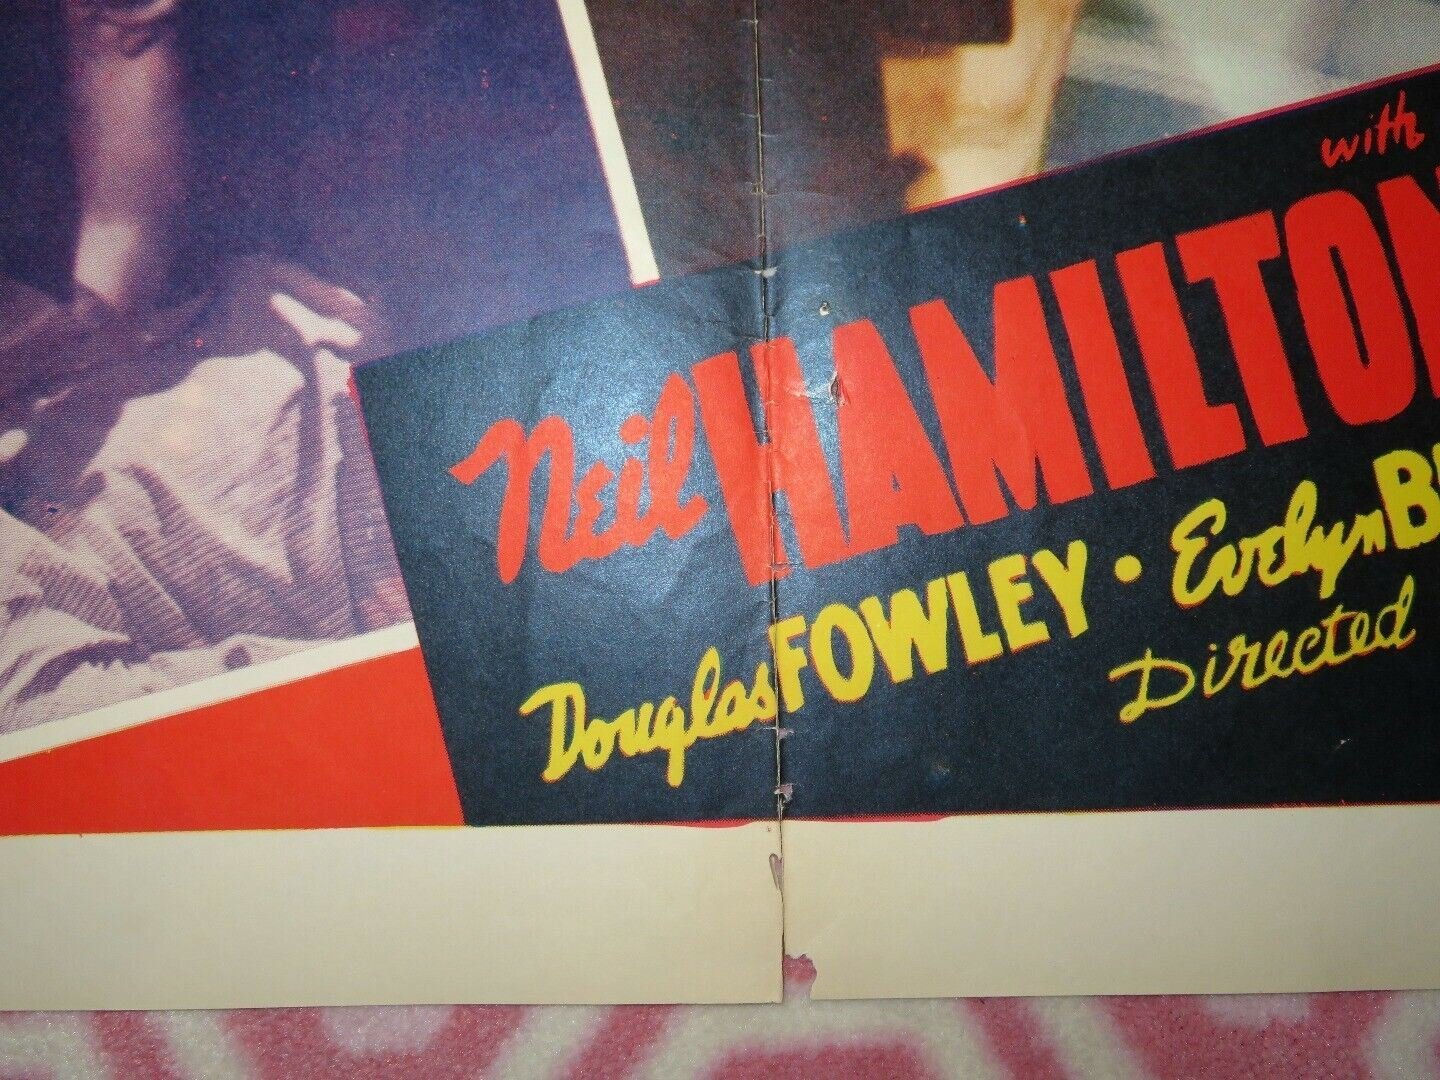 with
Neil HAMILTON
Douglas FOWLEY • Evelyn
Directed